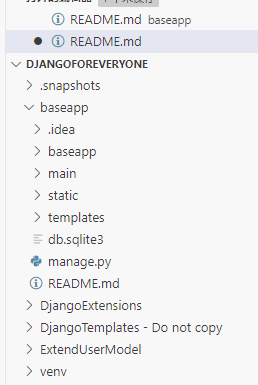 README.md baseapp
README.md
DJANGOFOREVERYONE
.snapshots
baseapp
.idea
baseapp
main
static
templates
db.sqlite3
manage.py
README.md
DjangoExtensions
DjangoTemplates - Do not copy
ExtendUserModel
venv